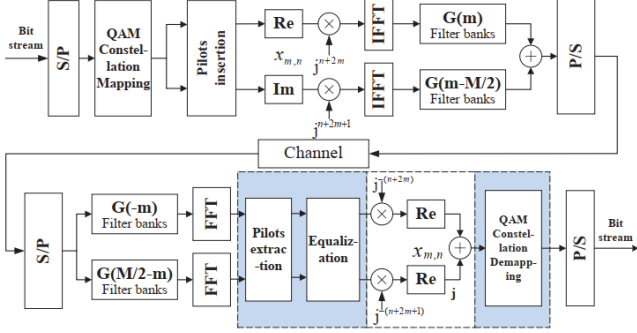 Bit
stream
S/P
QAM
Constel-
lation
Mapping
Pilots
insertion
Re
x_{m,n}
Im
j^{n+2m}
j^{n+2m+1}
IFFT
IFFT
G(m)
Filter banks
G(m-M/2)
Filter banks
P/S
Channel
S/P
G(-m)
Filter banks
G(M/2-m)
Filter banks
FFT
FFT
Pilots
extrac
-tion
Equaliz-
ation
j^{-(n+2m)}
j^{-(n+2m+1)}
Re
x_{m,n}
Re
j
QAM
Constel-
lation
Demapp-
ing
P/S
Bit
stream